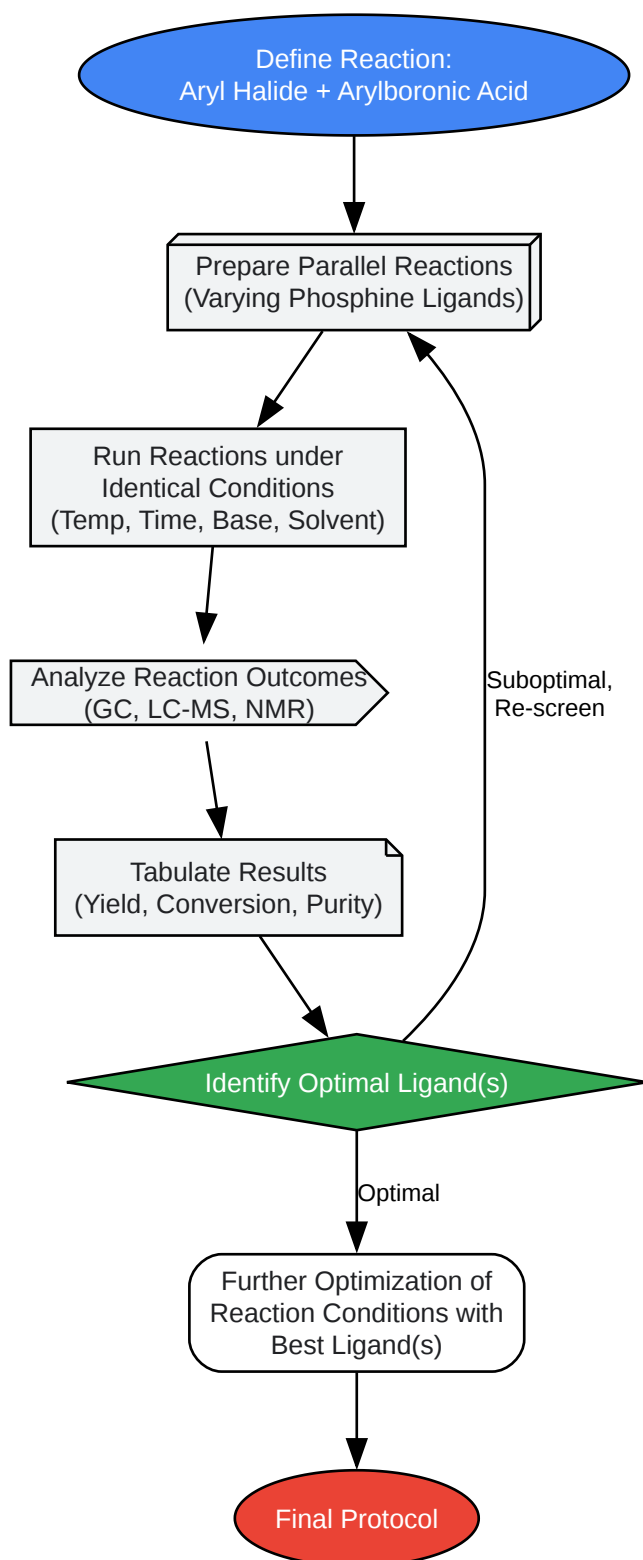 Define Reaction:
Aryl Halide + Arylboronic Acid
Prepare Parallel Reactions
(Varying Phosphine Ligands)
Run Reactions under
Identical Conditions
(Temp, Time, Base, Solvent)
Analyze Reaction Outcomes
(GC, LC-MS, NMR)
Suboptimal,
Re-screen
Tabulate Results
(Yield, Conversion, Purity)
Identify Optimal Ligand(s)
Optimal
Further Optimization of
Reaction Conditions with
Best Ligand(s)
Final Protocol